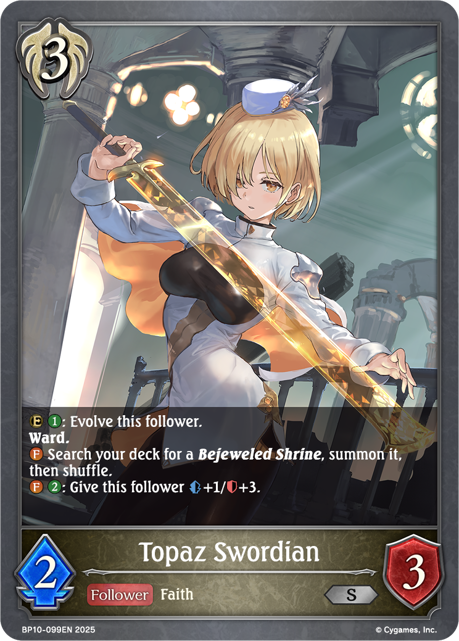 3
E 1: Evolve this follower.
Ward.
F Search your deck for a Bejeweled Shrine, summon it,
then shuffle.
F 2: Give this follower +1/+3.
Topaz Swordian
2
Follower Faith
S
3
BP10-099EN 2025
© Cygames, Inc.